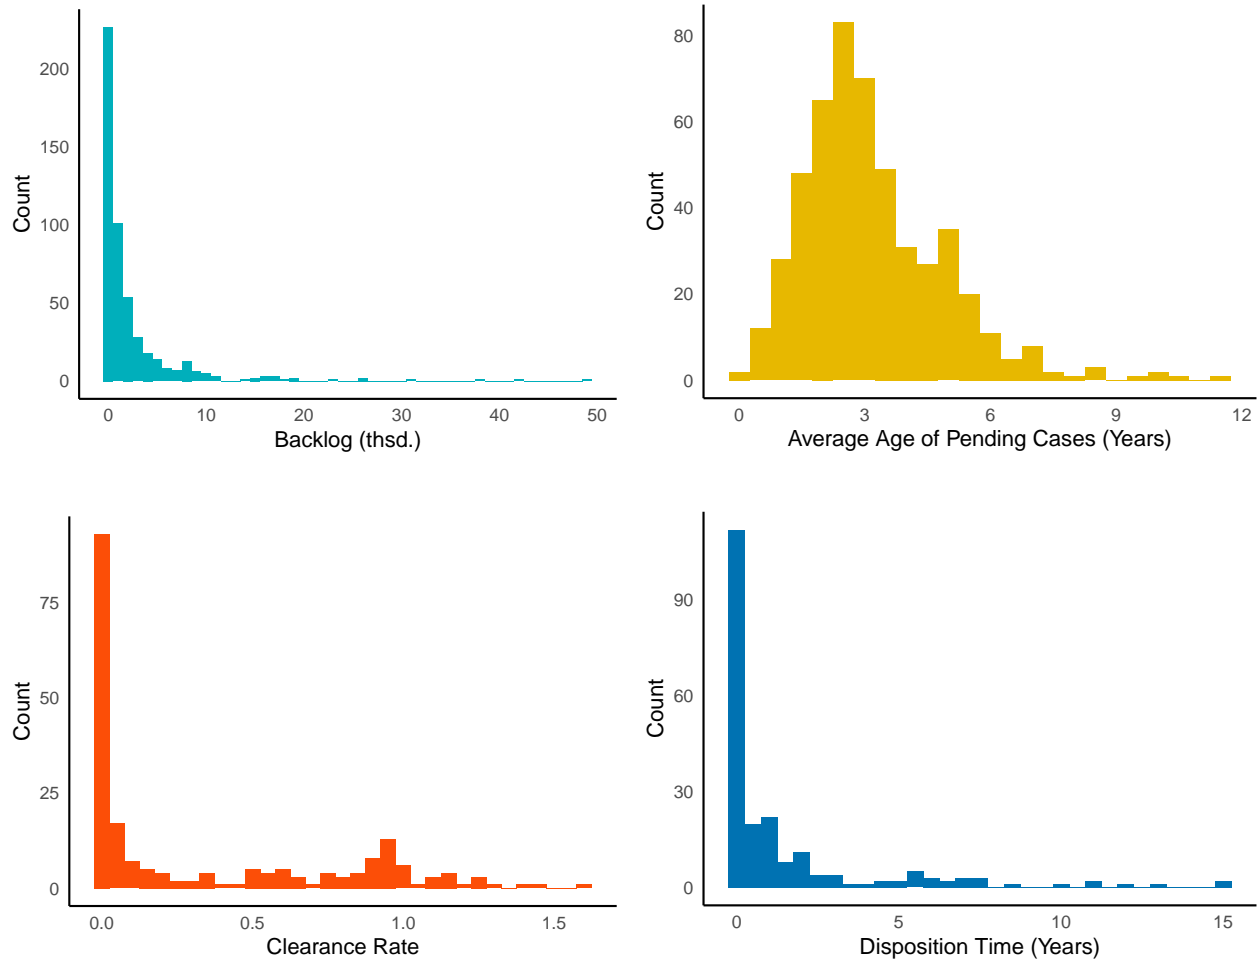 Count
200
150
100
50
0
0 10 20 30 40 50
Backlog (thsd.)
Count
80
60
40
20
0
0 3 6 9 12
Average Age of Pending Cases (Years)
Count
75
50
25
0
0.0 0.5 1.0 1.5
Clearance Rate
Count
90
60
30
0
0 5 10 15
Disposition Time (Years)